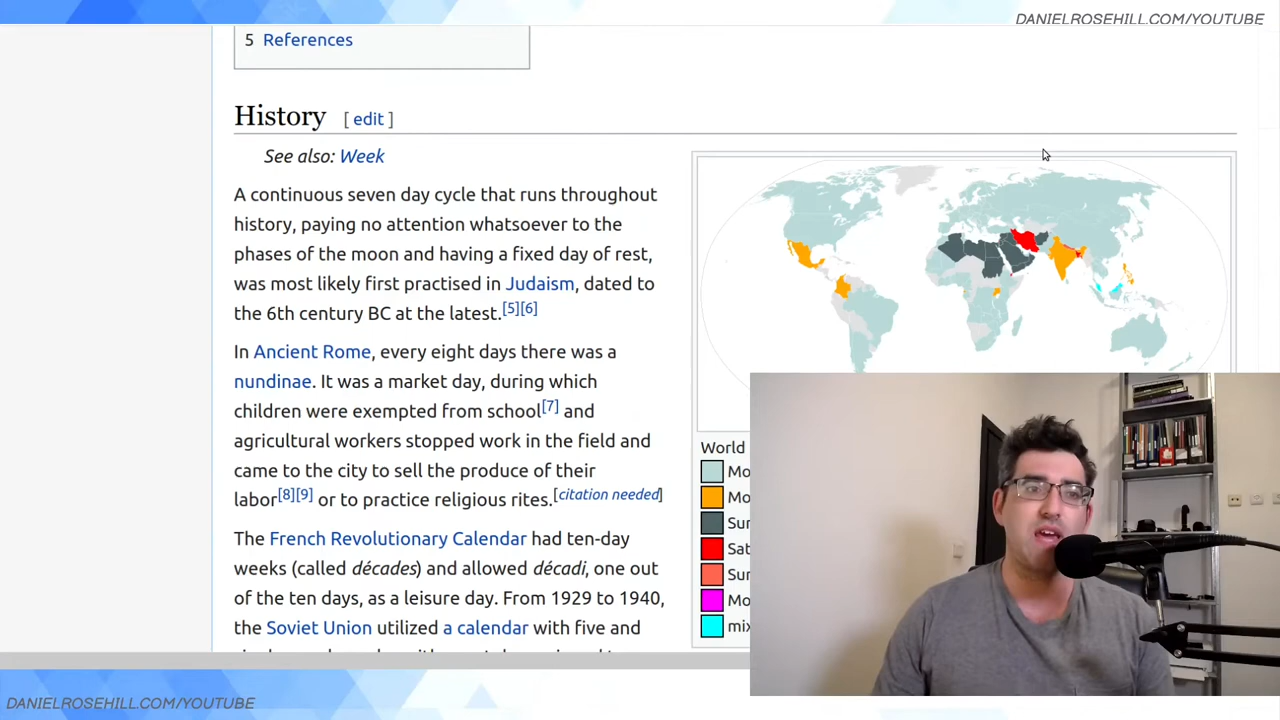 DANIELROSEHILL.COM/YOUTUBE
5 References
History [ edit ]
See also: Week
A continuous seven day cycle that runs throughout
history, paying no attention whatsoever to the
phases of the moon and having a fixed day of rest,
was most likely first practised in Judaism, dated to
the 6th century BC at the latest.[5][6]
In Ancient Rome, every eight days there was a
nundinae. It was a market day, during which
children were exempted from school[7] and
agricultural workers stopped work in the field and
came to the city to sell the produce of their
labor[8][9] or to practice religious rites.[citation needed]
The French Revolutionary Calendar had ten-day
weeks (called décades) and allowed décadi, one out
of the ten days, as a leisure day. From 1929 to 1940,
the Soviet Union utilized a calendar with five and
World
Mo
Mo
Sun
Sat
Sun
Mo
mix
DANIELROSEHILL.COM/YOUTUBE